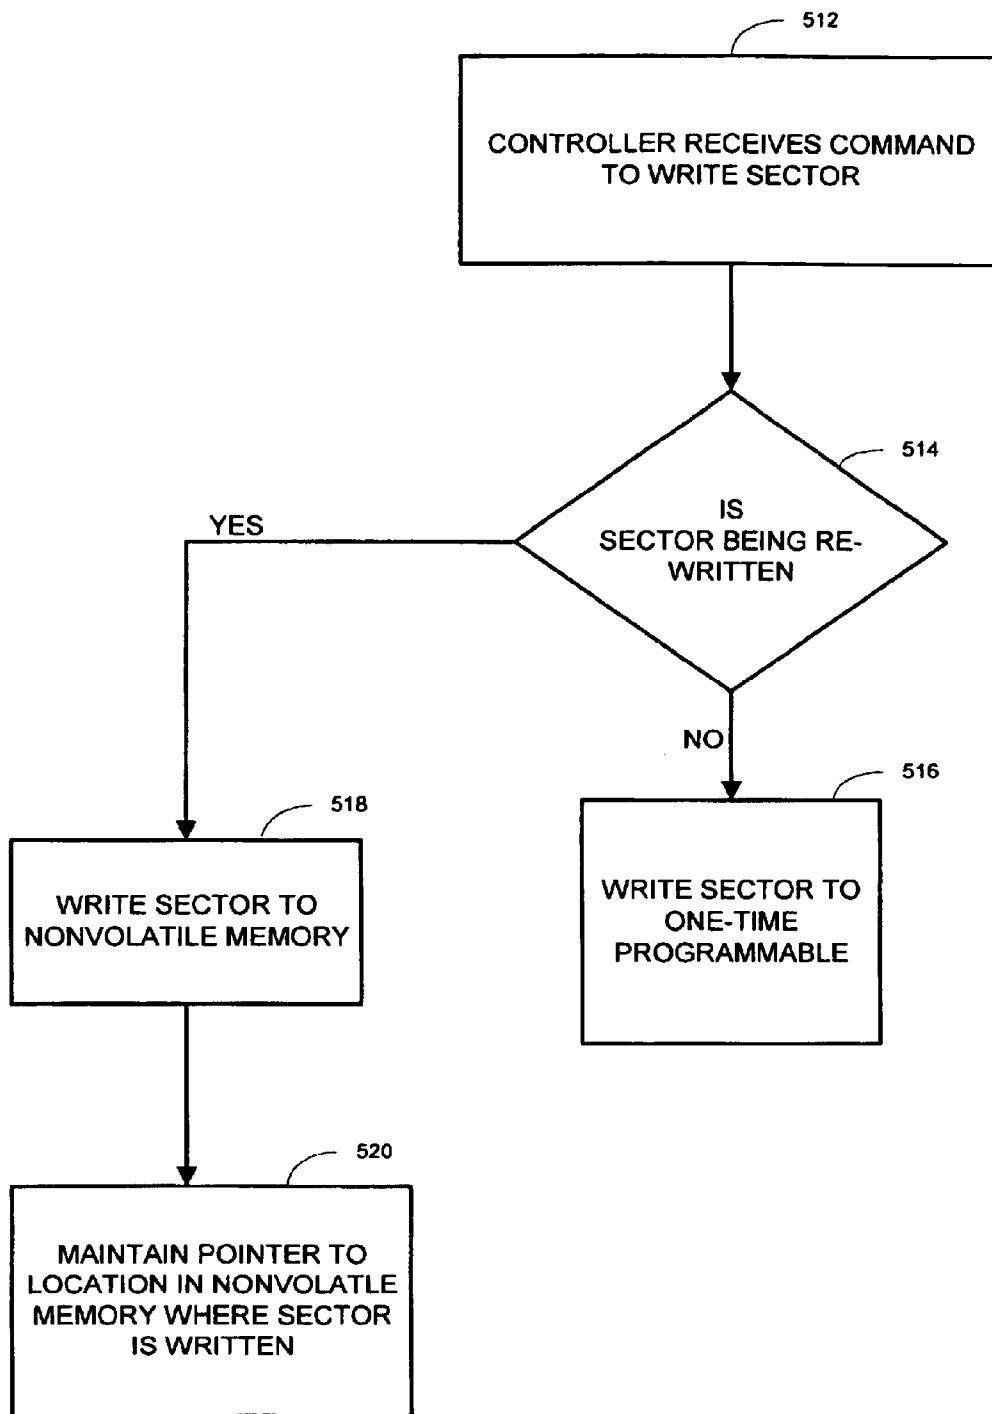 512
CONTROLLER RECEIVES COMMAND
TO WRITE SECTOR
514
IS
SECTOR BEING RE-
WRITTEN
YES
NO
516
WRITE SECTOR TO
ONE-TIME
PROGRAMMABLE
518
WRITE SECTOR TO
NONVOLATILE MEMORY
520
MAINTAIN POINTER TO
LOCATION IN NONVOLATLE
MEMORY WHERE SECTOR
IS WRITTEN